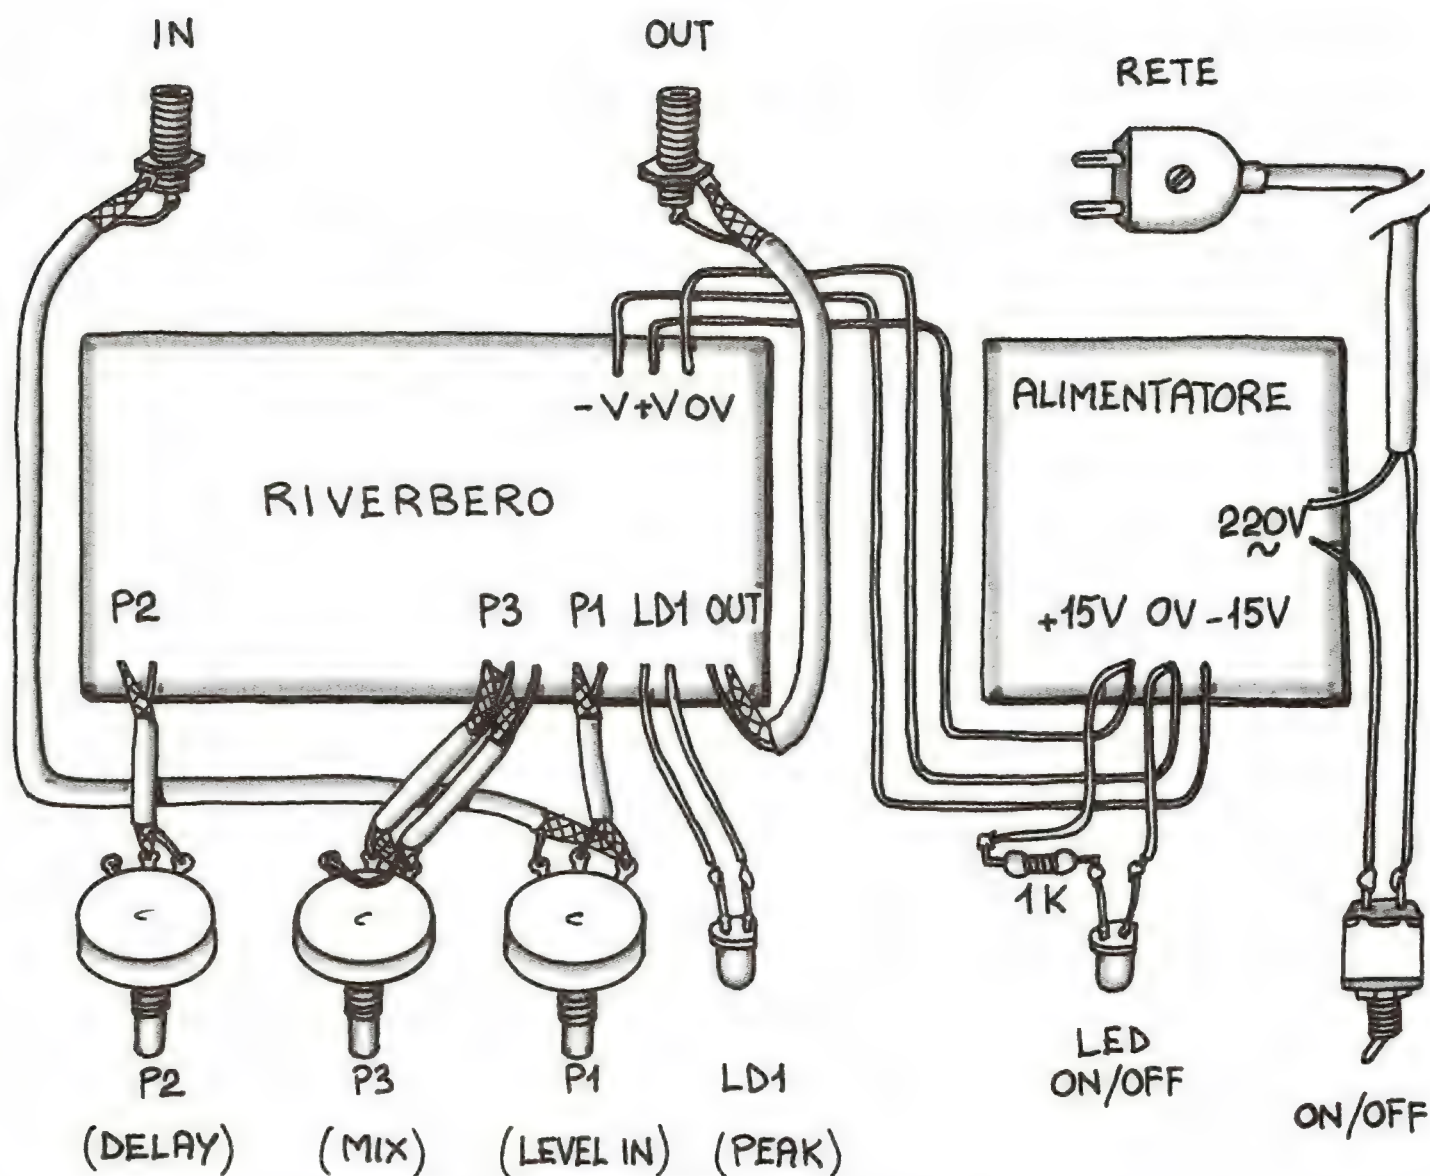 IN
OUT
RETE
-V +V 0V
RIVERBERO
P2 P3 P1 LD1 OUT
ALIMENTATORE
220V
~
+15V 0V -15V
1K
P2
(DELAY)
P3
(MIX)
P1
(LEVEL IN)
LD1
(PEAK)
LED
ON/OFF
ON/OFF